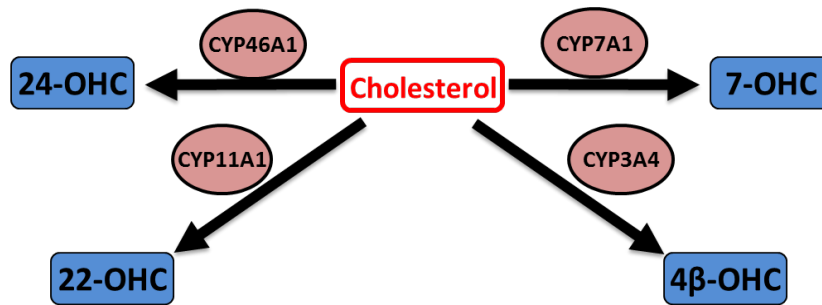 CYP46A1
CYP7A1
24-OHC
Cholesterol
7-OHC
CYP11A1
CYP3A4
22-OHC
4β-OHC